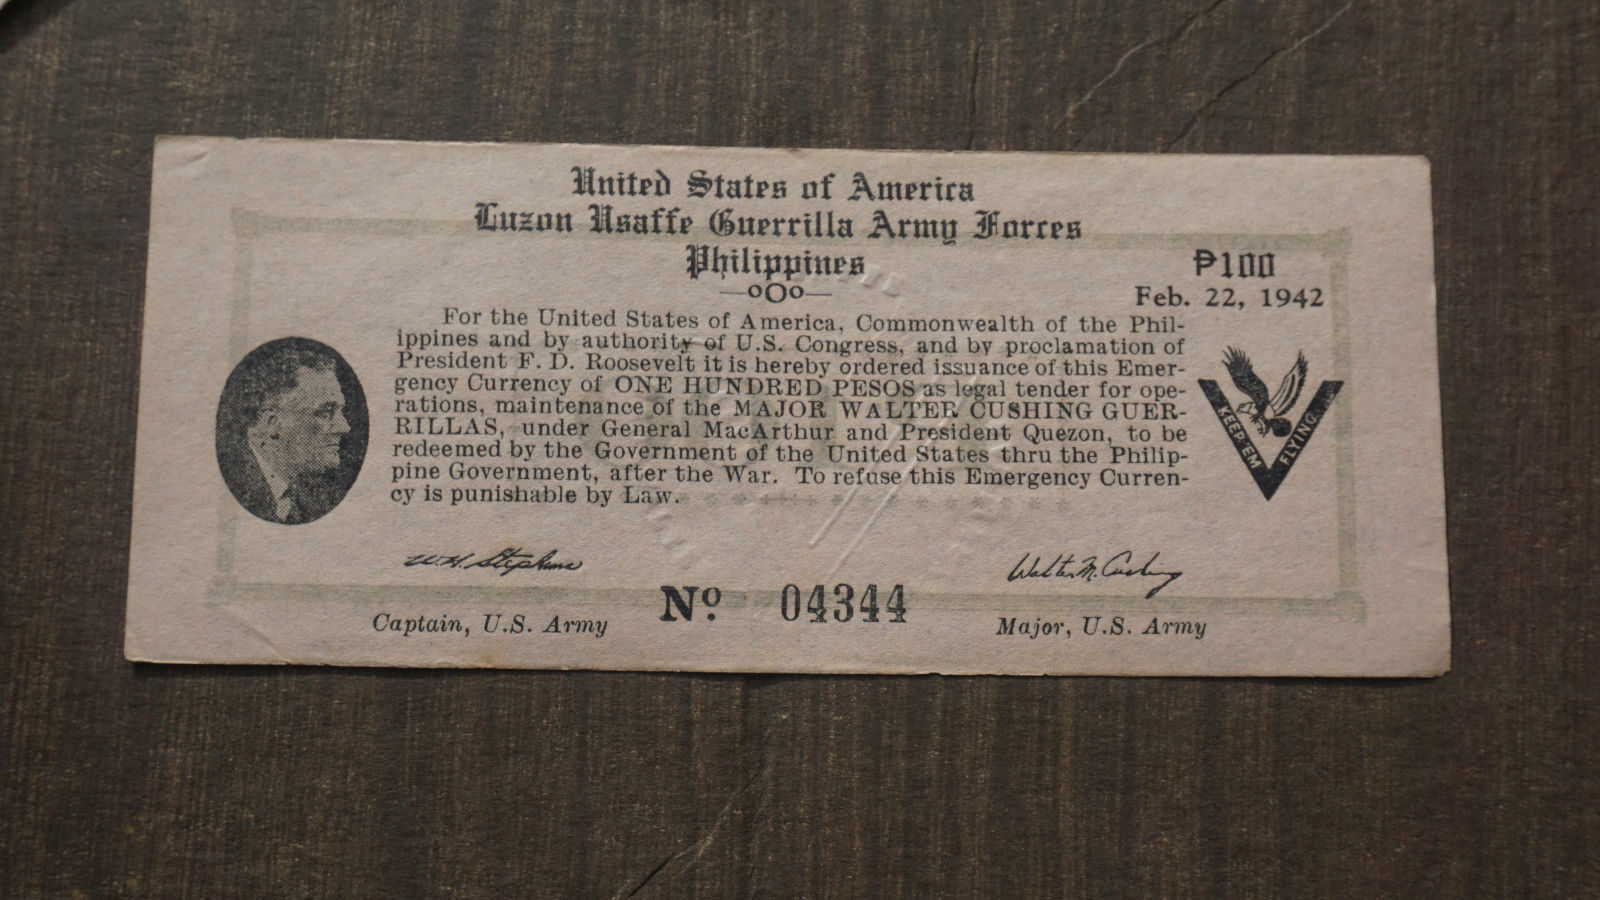 United States of America
Luzon Usaffe Guerrilla Army Forces
Philippines
—oOo—
₱100
Feb. 22, 1942
For the United States of America, Commonwealth of the Phil-
ippines and by authority of U.S. Congress, and by proclamation of
President F. D. Roosevelt it is hereby ordered issuance of this Emer-
gency Currency of ONE HUNDRED PESOS as legal tender for ope-
rations, maintenance of the MAJOR WALTER CUSHING GUER-
RILLAS, under General MacArthur and President Quezon, to be
redeemed by the Government of the United States thru the Philip-
pine Government, after the War. To refuse this Emergency Curren-
cy is punishable by Law.
KEEP 'EM FLYING
W. H. Stephens
Walter M. Cushing
Nº. 04344
Captain, U.S. Army
Major, U.S. Army